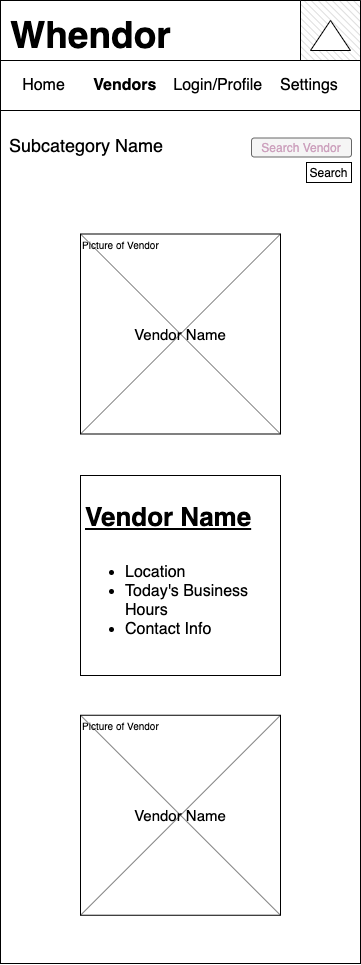 Whendor
Home Vendors Login/Profile Settings
Subcategory Name
Search Vendor
Search
Picture of Vendor
Vendor Name
Vendor Name
Location
Today's Business
Hours
Contact Info
Picture of Vendor
Vendor Name